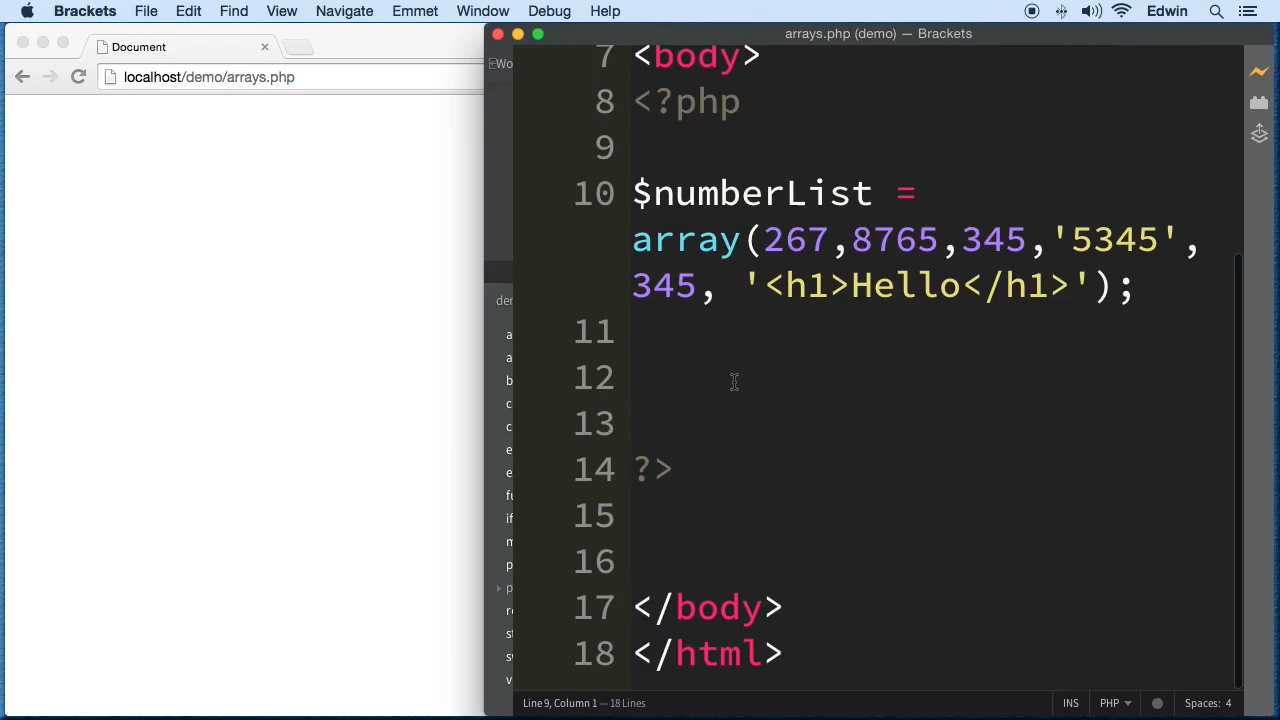 Brackets File Edit Find View Navigate Emmet Window Debug Help Edwin
Document
localhost/demo/arrays.php
arrays.php (demo) — Brackets
Wo
7 <body>
8 <?php
9
10 $numberList =
array(267,8765,345,'5345',
345, '<h1>Hello</h1>');
11
12
13
14 ?>
15
16
17 </body>
18 </html>
Line 9, Column 1 — 18 Lines
INS PHP Spaces: 4